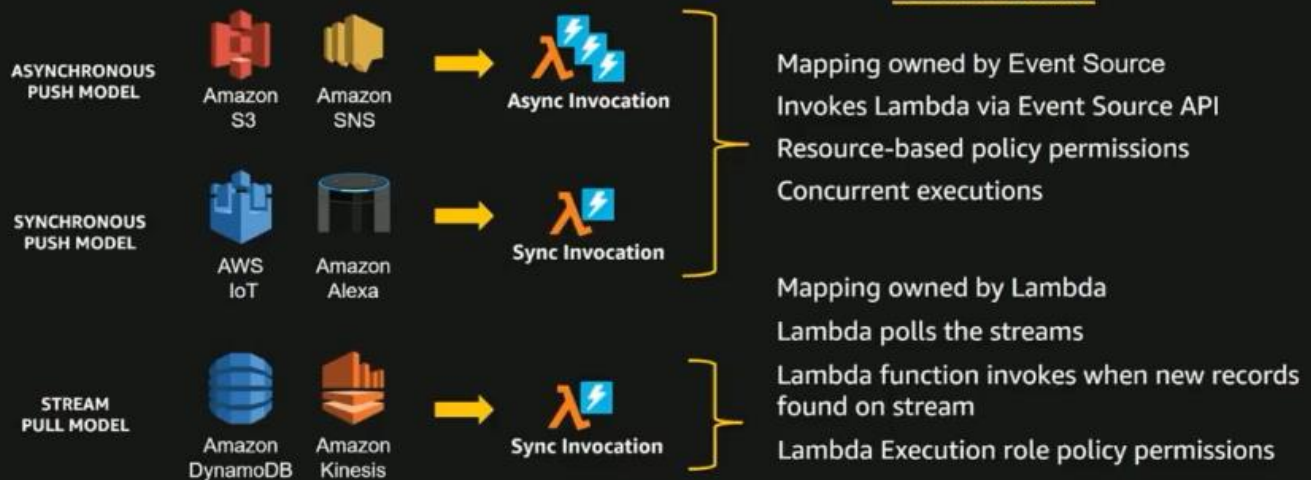 ASYNCHRONOUS
PUSH MODEL
Amazon
S3
Amazon
SNS
Async Invocation
Mapping owned by Event Source
Invokes Lambda via Event Source API
Resource-based policy permissions
Concurrent executions
SYNCHRONOUS
PUSH MODEL
AWS
IoT
Amazon
Alexa
Sync Invocation
STREAM
PULL MODEL
Amazon
DynamoDB
Amazon
Kinesis
Sync Invocation
Mapping owned by Lambda
Lambda polls the streams
Lambda function invokes when new records
found on stream
Lambda Execution role policy permissions